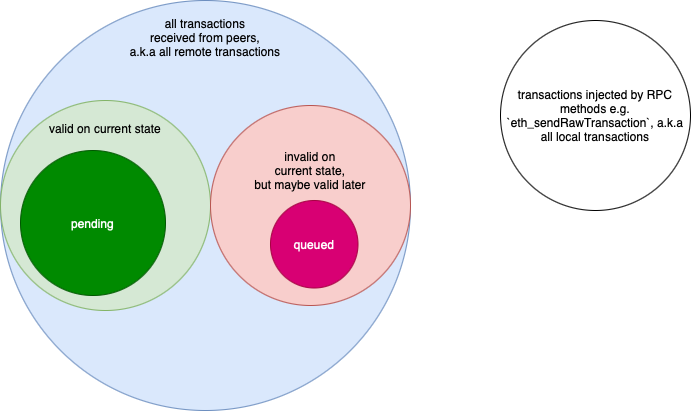 all transactions
received from peers,
a.k.a all remote transactions
valid on current state
pending
invalid on
current state,
but maybe valid later
queued
transactions injected by RPC
methods e.g.
`eth_sendRawTransaction`, a.k.a
all local transactions